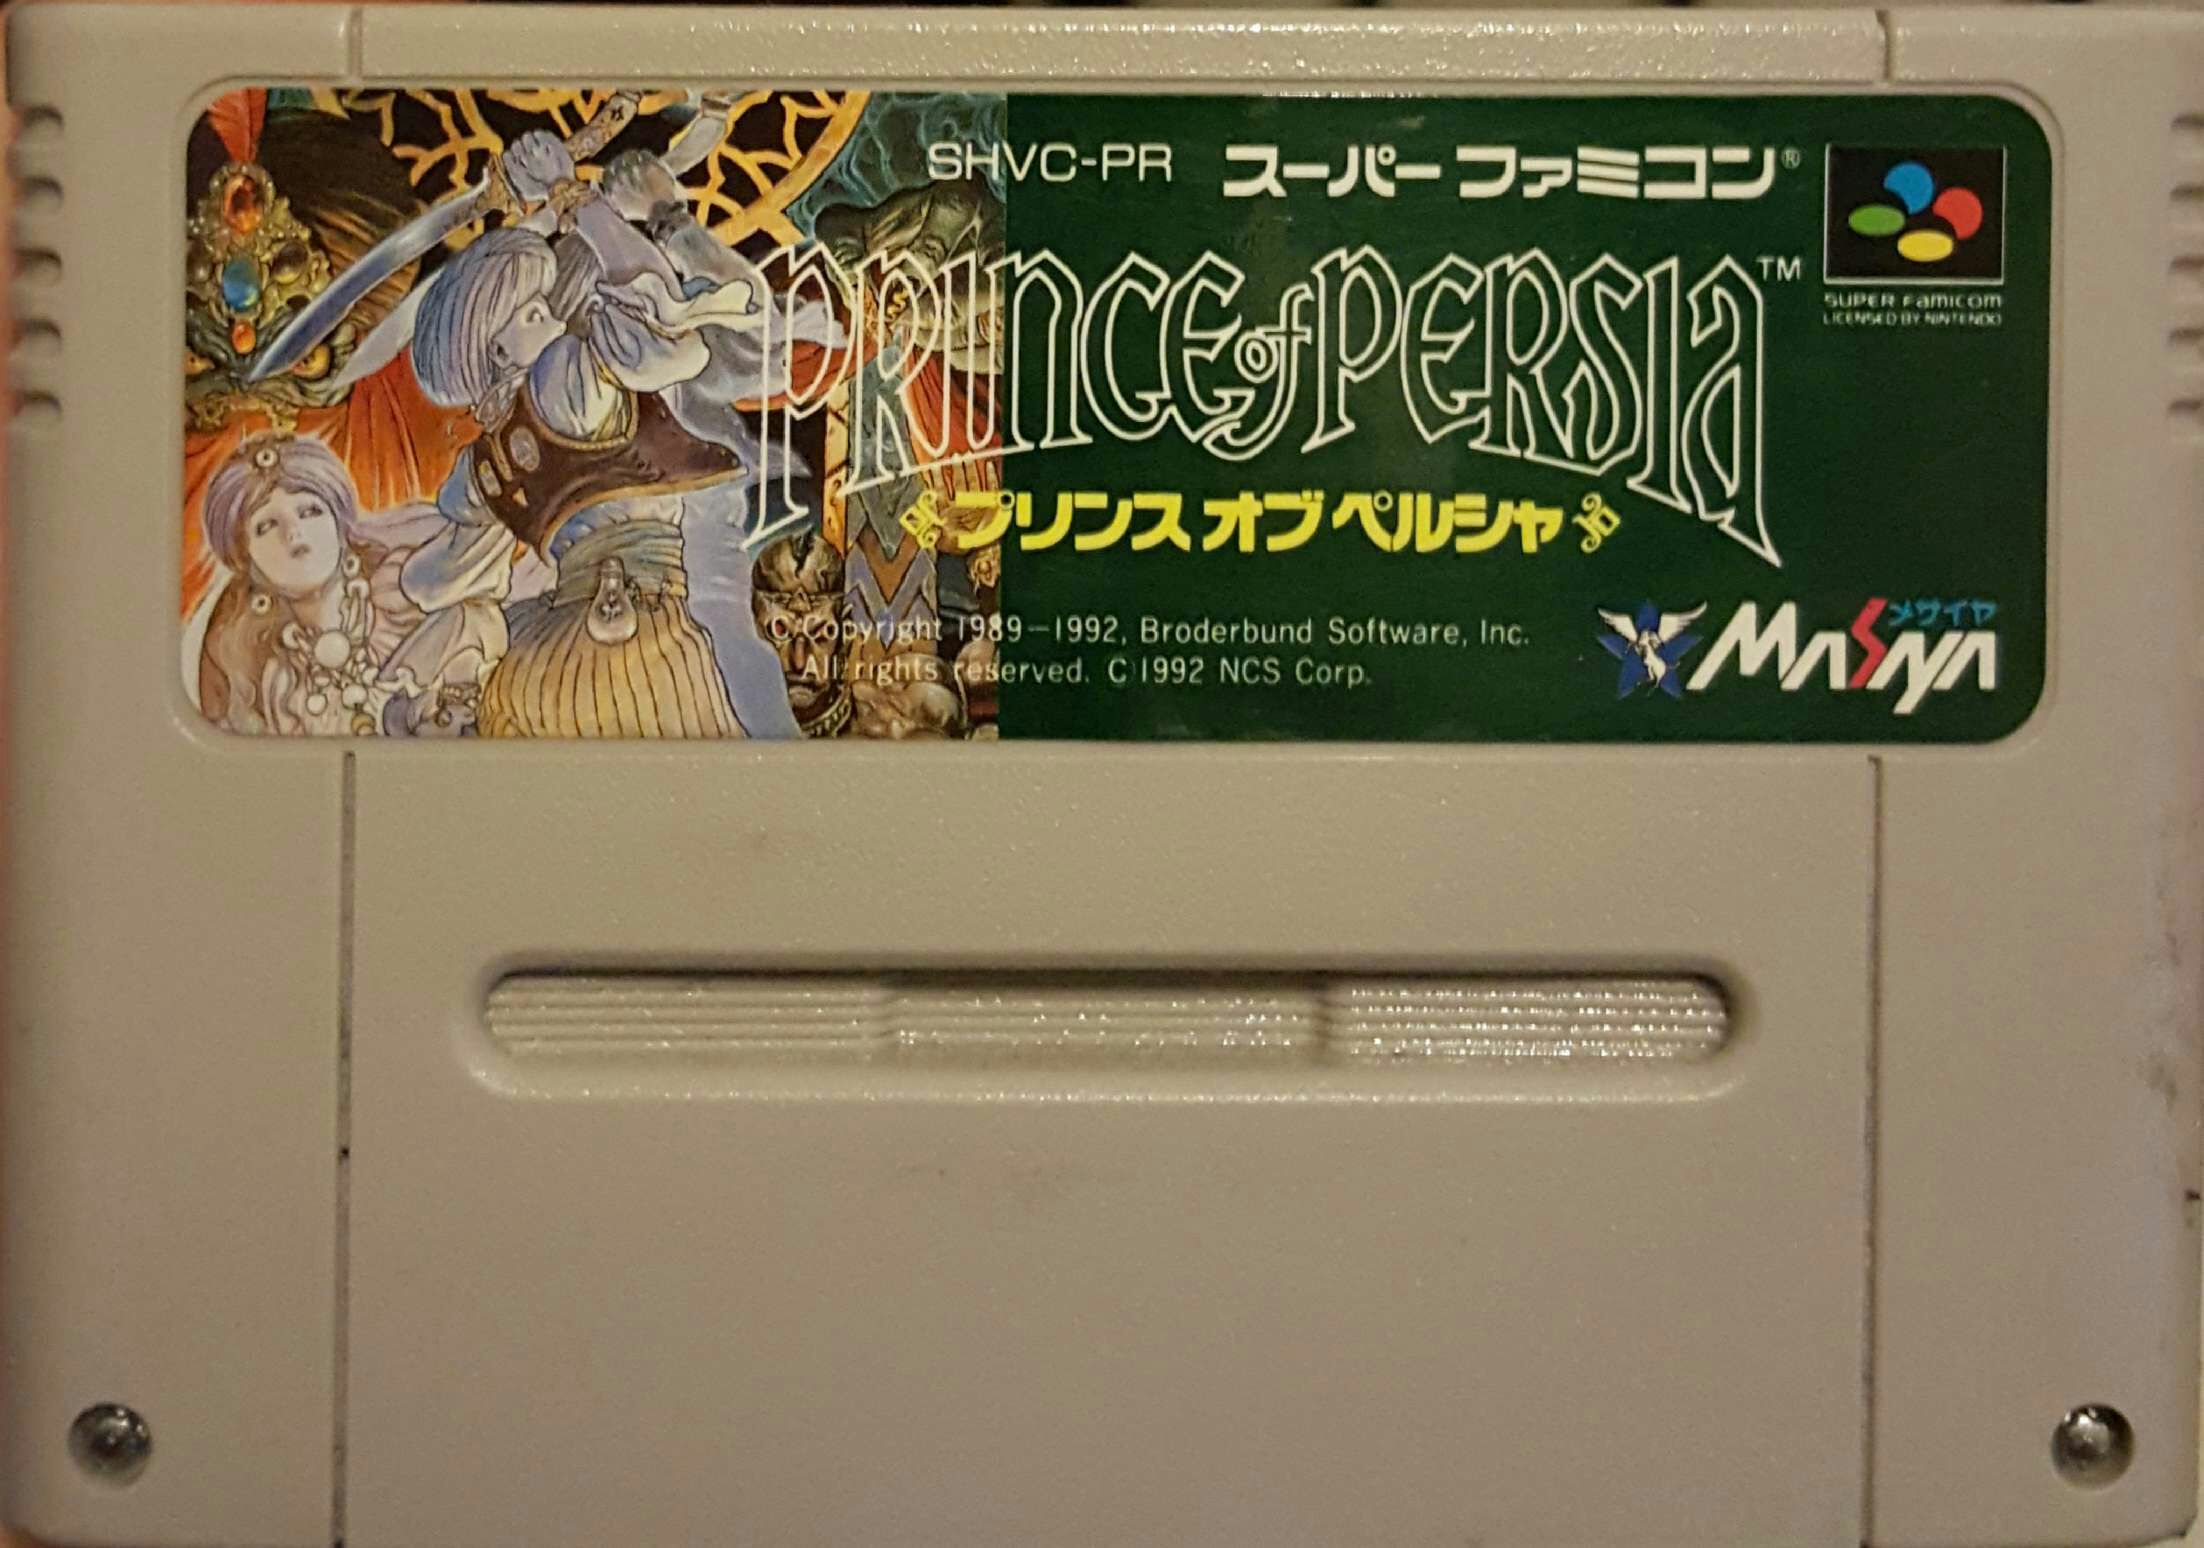 SHVC-PR スーパーファミコン®
PRINCE of PERSIA™
SUPER Famicom
LICENSED BY NINTENDO
プリンス オブ ペルシャ
© Copyright 1989-1992, Broderbund Software, Inc.
All rights reserved. © 1992 NCS Corp.
メサイヤ
MASAYA